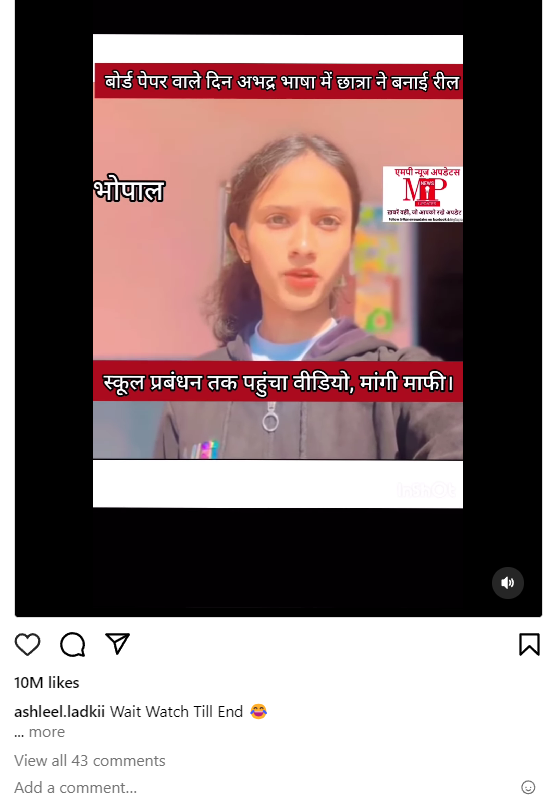 बोर्ड पेपर वाले दिन अभद्र भाषा में छात्रा ने बनाई रील
भोपाल
एमपी न्यूज अपडेटस
NEWS
MP
स्कूल प्रबंधन तक पहुंचा वीडियो, मांगी माफी।
10M likes
ashleel.ladkii Wait Watch Till End 😂
... more
View all 43 comments
Add a comment...